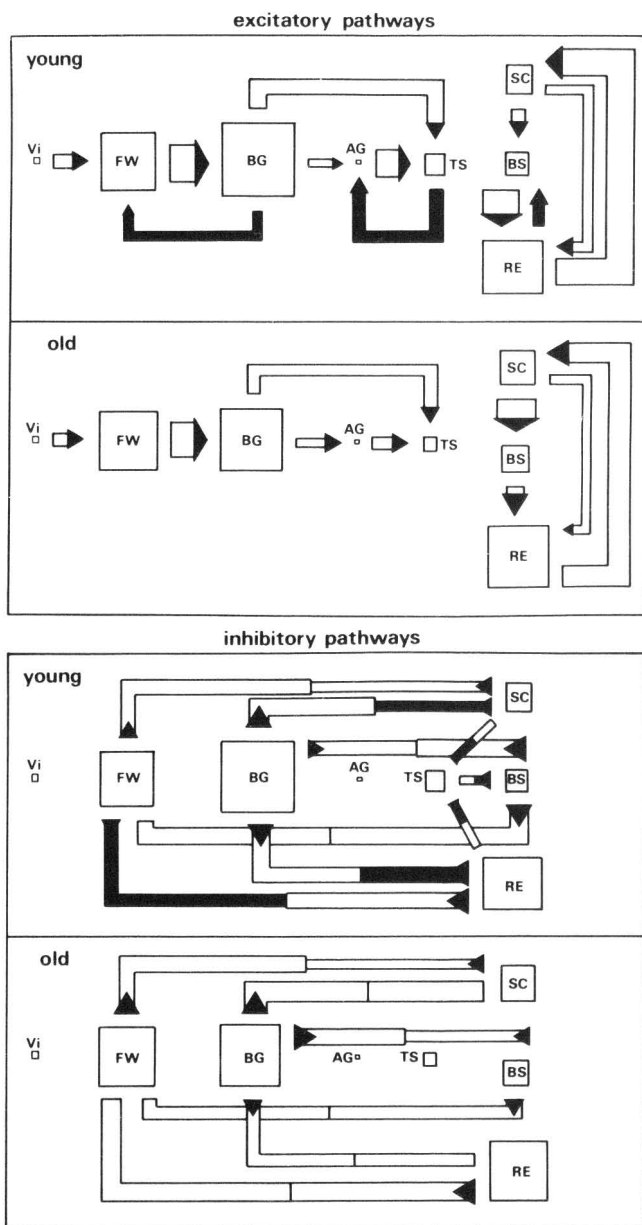 excitatory pathways
young
Vi
FW
BG
AG
TS
SC
BS
RE
old
Vi
FW
BG
AG
TS
SC
BS
RE
inhibitory pathways
young
Vi
FW
BG
AG
TS
SC
BS
RE
old
Vi
FW
BG
AG
TS
SC
BS
RE